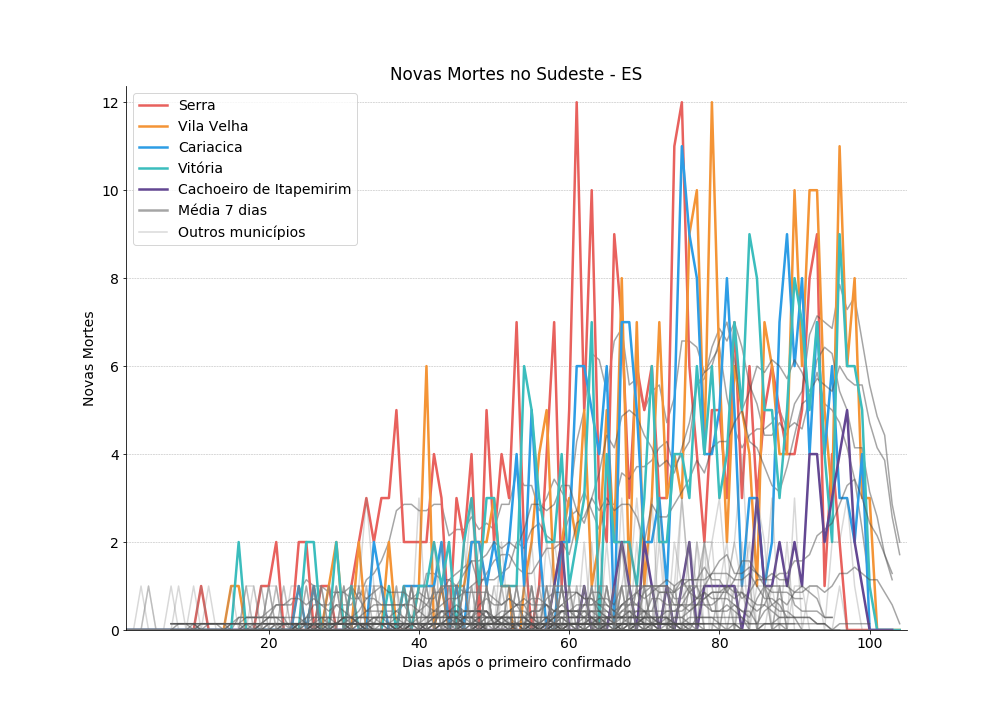 Novas Mortes no Sudeste - ES
Serra
Vila Velha
Cariacica
Vitória
Cachoeiro de Itapemirim
Média 7 dias
Outros municípios
Novas Mortes
12
10
8
6
4
2
0
20
40
60
80
100
Dias após o primeiro confirmado